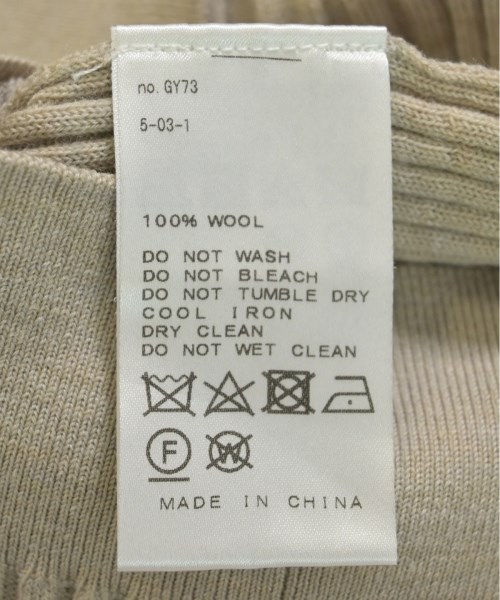 no. GY73
5-03-1
100% WOOL
DO NOT WASH
DO NOT BLEACH
DO NOT TUMBLE DRY
COOL IRON
DRY CLEAN
DO NOT WET CLEAN
F W
MADE IN CHINA